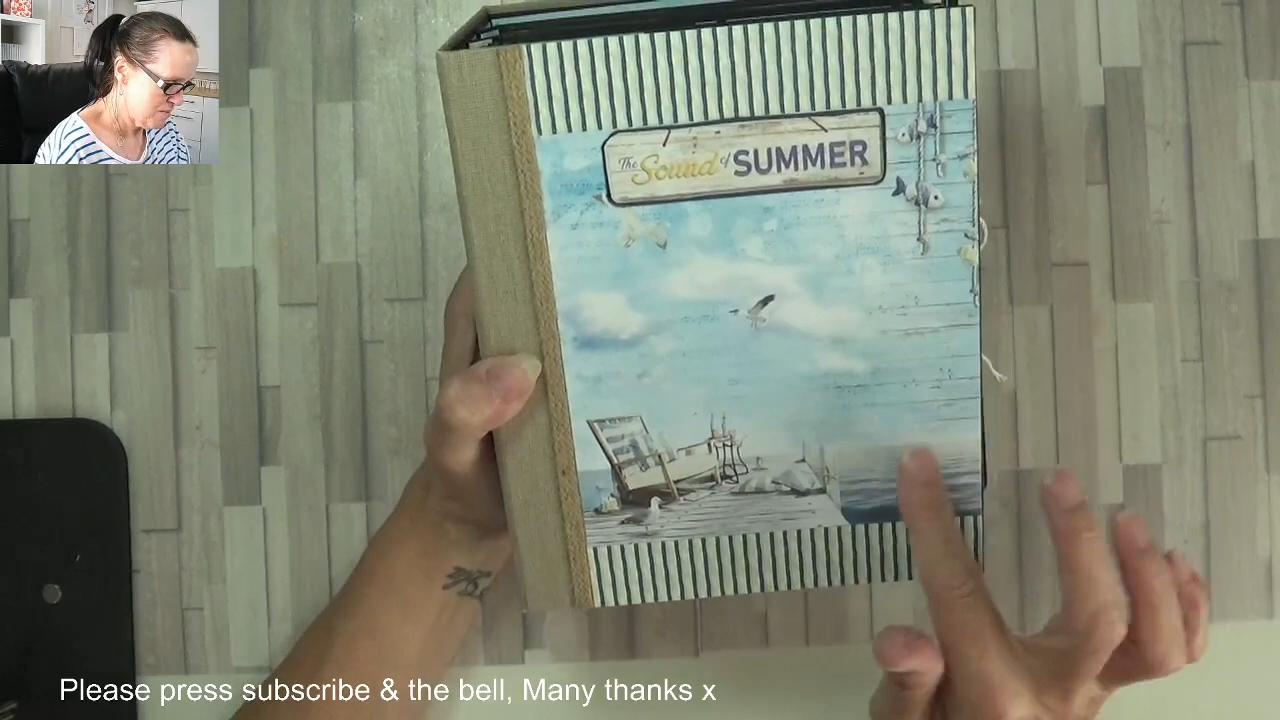 The Sound of SUMMER
Please press subscribe & the bell, Many thanks x